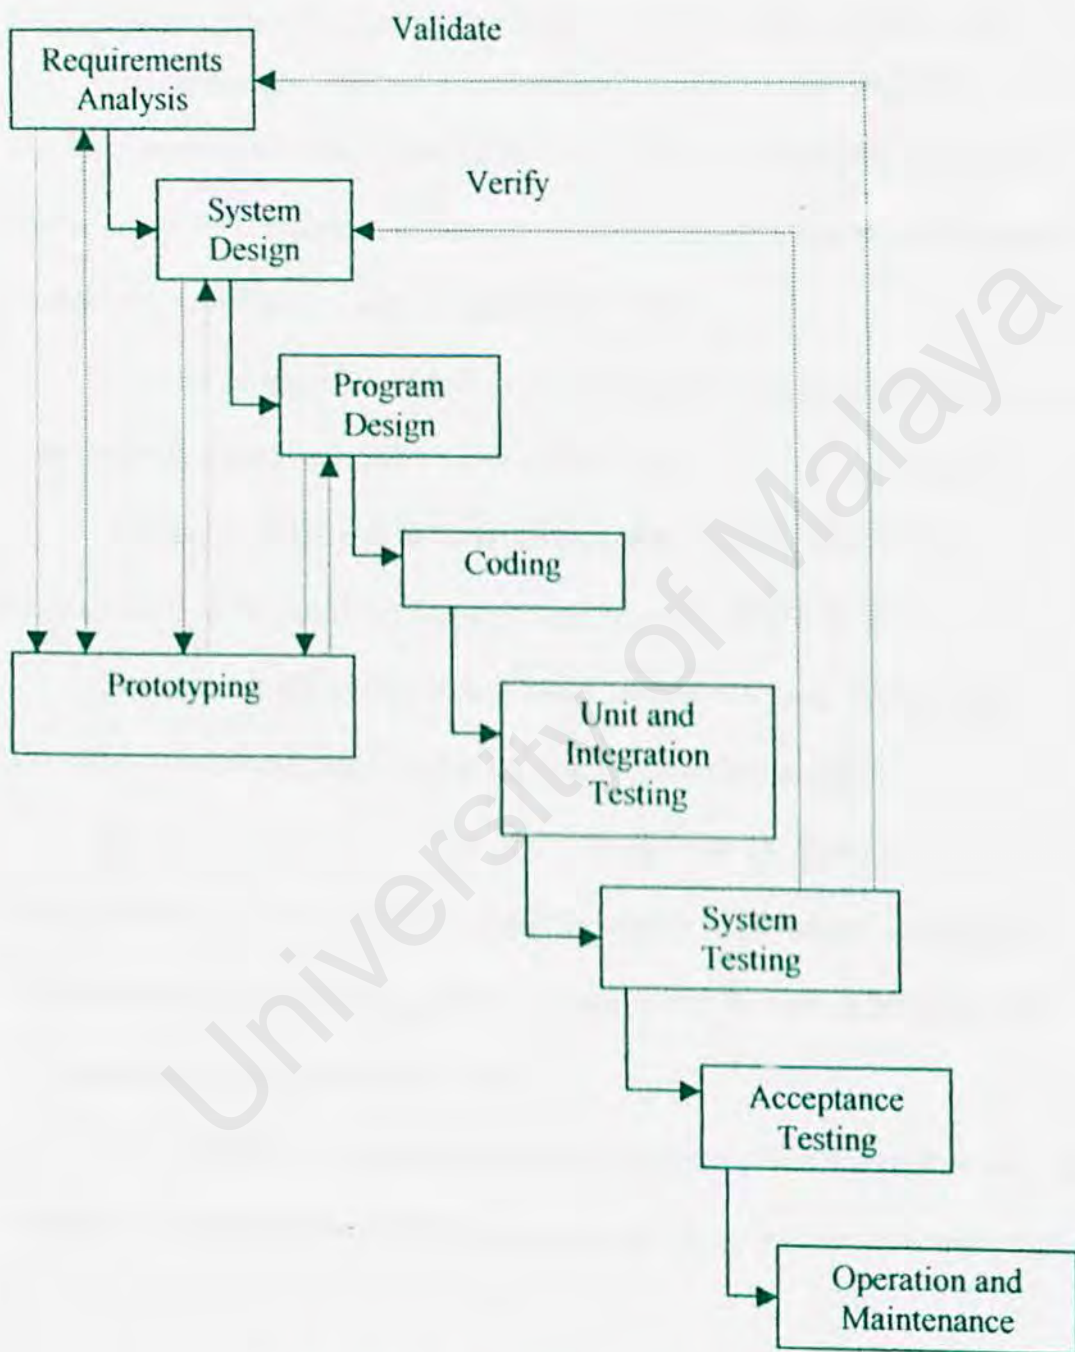 Validate
Requirements
Analysis
Verify
System
Design
Program
Design
Coding
Prototyping
Unit and
Integration
Testing
System
Testing
Acceptance
Testing
Operation and
Maintenance
University of Malaya